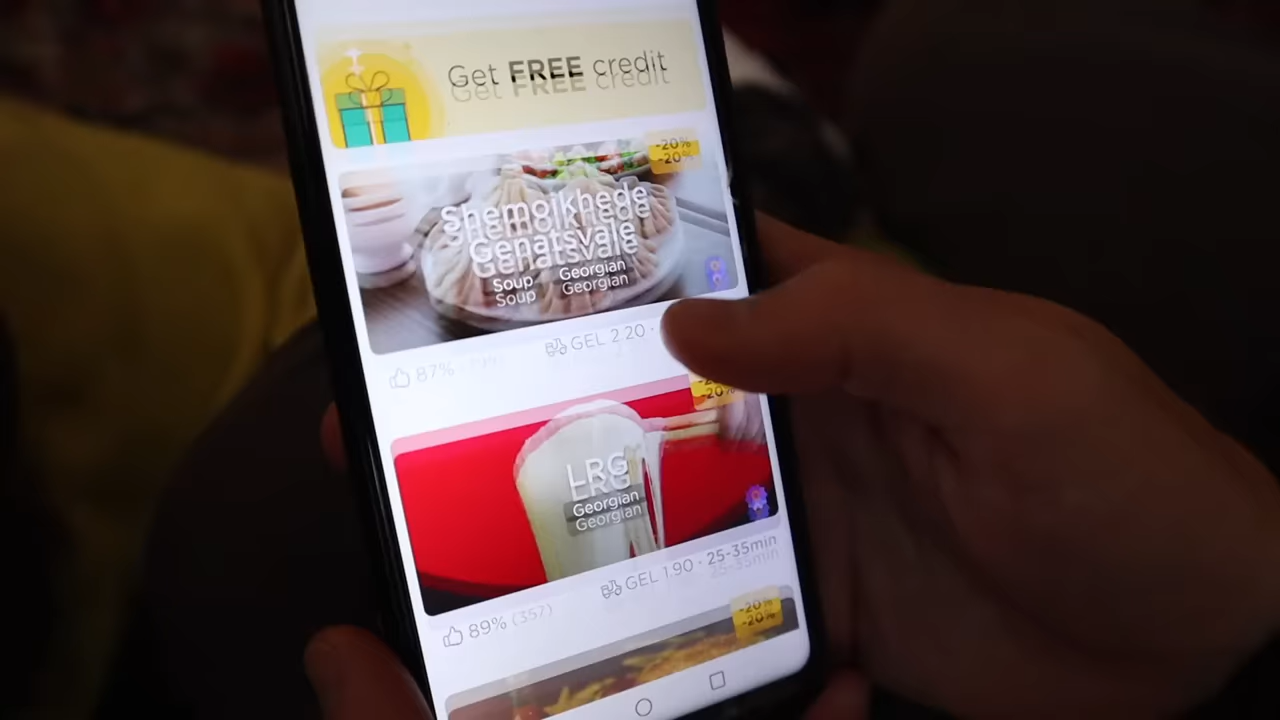 Get FREE credit
-20%
Shemoikhede
Genatsvale
Soup Georgian
87% GEL 2.20 ·
-20%
LRG
Georgian
GEL 1.90 · 25-35min
89% (357)
-20%